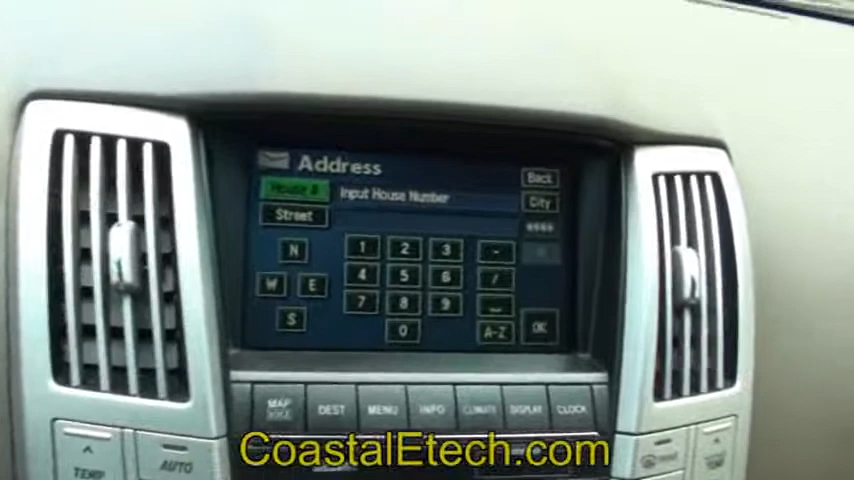 Address
Back
House #
Input House Number
City
Street
N
1 2 3 -
W E
4 5 6 /
7 8 9
S
0 A-Z OK
MAP
VOICE
DEST
MENU
INFO
CLIMATE
DISPLAY
CLOCK
CoastalEtech.com
TEMP
AUTO